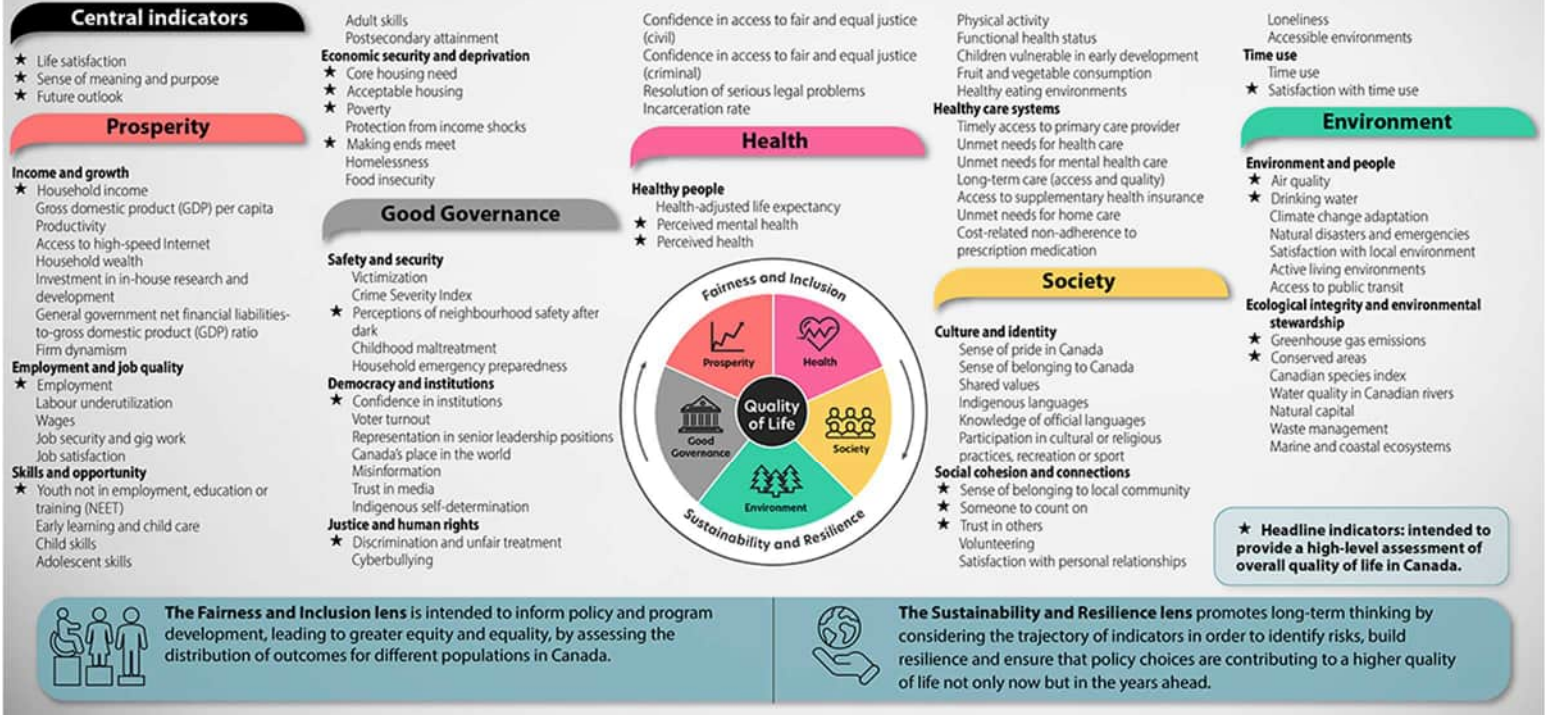 Central indicators
Life satisfaction
Sense of meaning and purpose
Future outlook
Prosperity
Income and growth
Household income
Gross domestic product (GDP) per capita
Productivity
Access to high-speed Internet
Household wealth
Investment in in-house research and
development
General government net financial liabilities-
to-gross domestic product (GDP) ratio
Firm dynamism
Employment and job quality
Employment
Labour underutilization
Wages
Job security and gig work
Job satisfaction
Skills and opportunity
Youth not in employment, education or
training (NEET)
Early learning and child care
Child skills
Adolescent skills
Adult skills
Postsecondary attainment
Economic security and deprivation
Core housing need
Acceptable housing
Poverty
Protection from income shocks
Making ends meet
Homelessness
Food insecurity
Good Governance
Safety and security
Victimization
Crime Severity Index
Perceptions of neighbourhood safety after
dark
Childhood maltreatment
Household emergency preparedness
Democracy and institutions
Confidence in institutions
Voter turnout
Representation in senior leadership positions
Canada's place in the world
Misinformation
Trust in media
Indigenous self-determination
Justice and human rights
Discrimination and unfair treatment
Cyberbullying
Confidence in access to fair and equal justice
(civil)
Confidence in access to fair and equal justice
(criminal)
Resolution of serious legal problems
Incarceration rate
Health
Healthy people
Health-adjusted life expectancy
Perceived mental health
Perceived health
Fairness and Inclusion
Prosperity
Health
Quality
of Life
Good
Governance
Society
Environment
Sustainability and Resilience
Physical activity
Functional health status
Children vulnerable in early development
Fruit and vegetable consumption
Healthy eating environments
Healthy care systems
Timely access to primary care provider
Unmet needs for health care
Unmet needs for mental health care
Long-term care (access and quality)
Access to supplementary health insurance
Unmet needs for home care
Cost-related non-adherence to
prescription medication
Society
Culture and identity
Sense of pride in Canada
Sense of belonging to Canada
Shared values
Indigenous languages
Knowledge of official languages
Participation in cultural or religious
practices, recreation or sport
Social cohesion and connections
Sense of belonging to local community
Someone to count on
Trust in others
Volunteering
Satisfaction with personal relationships
Loneliness
Accessible environments
Time use
Time use
Satisfaction with time use
Environment
Environment and people
Air quality
Drinking water
Climate change adaptation
Natural disasters and emergencies
Satisfaction with local environment
Active living environments
Access to public transit
Ecological integrity and environmental
stewardship
Greenhouse gas emissions
Conserved areas
Canadian species index
Water quality in Canadian rivers
Natural capital
Waste management
Marine and coastal ecosystems
Headline indicators: intended to
provide a high-level assessment of
overall quality of life in Canada.
The Fairness and Inclusion lens is intended to inform policy and program
development, leading to greater equity and equality, by assessing the
distribution of outcomes for different populations in Canada.
The Sustainability and Resilience lens promotes long-term thinking by
considering the trajectory of indicators in order to identify risks, build
resilience and ensure that policy choices are contributing to a higher quality
of life not only now but in the years ahead.